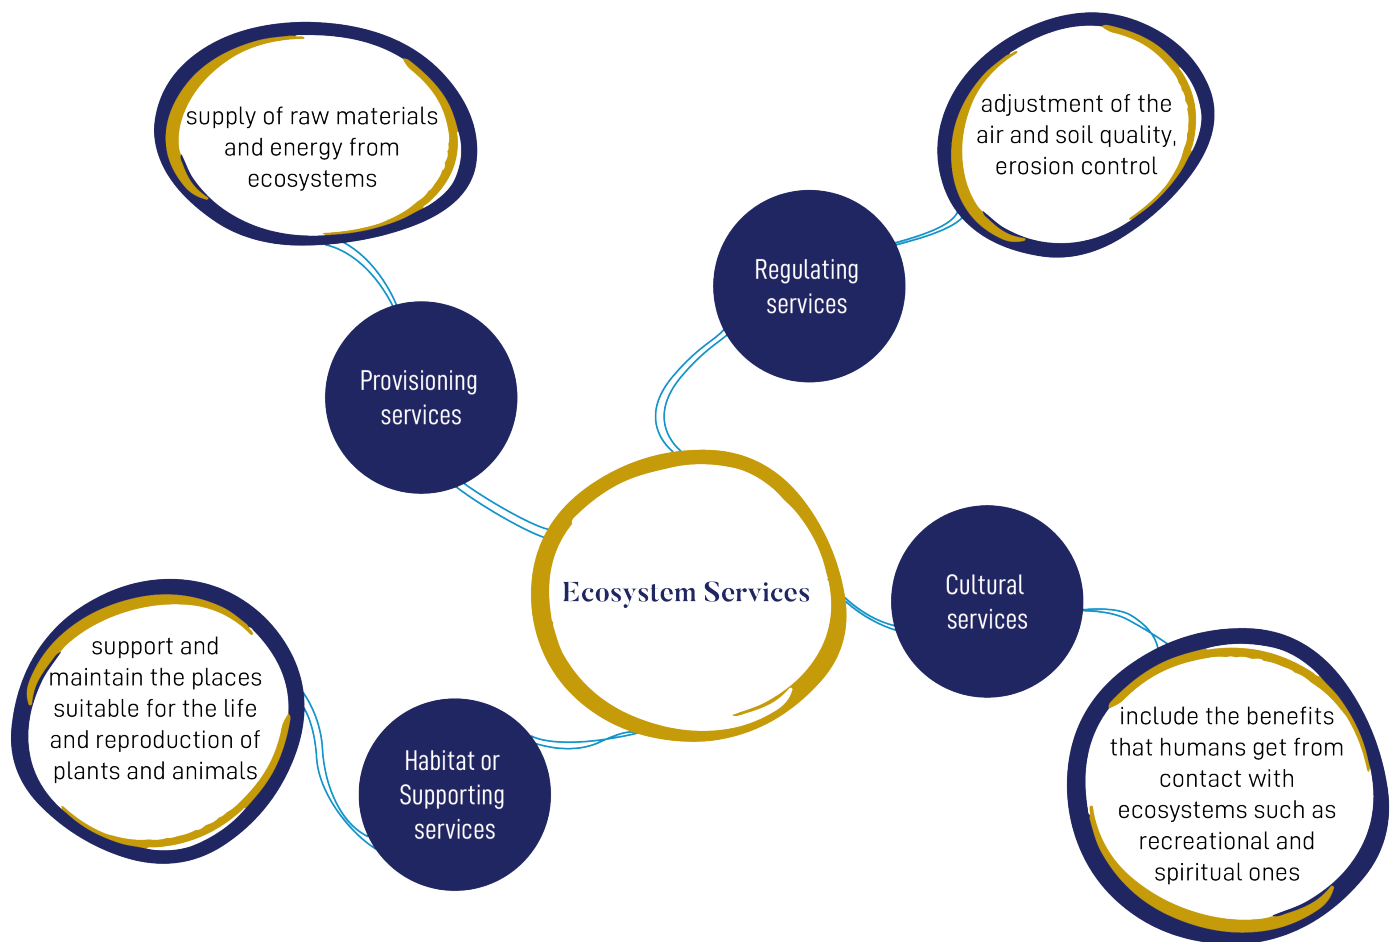 supply of raw materials
and energy from
ecosystems
adjustment of the
air and soil quality,
erosion control
Regulating
services
Provisioning
services
Ecosystem Services
Cultural
services
support and
maintain the places
suitable for the life
and reproduction of
plants and animals
Habitat or
Supporting
services
include the benefits
that humans get from
contact with
ecosystems such as
recreational and
spiritual ones